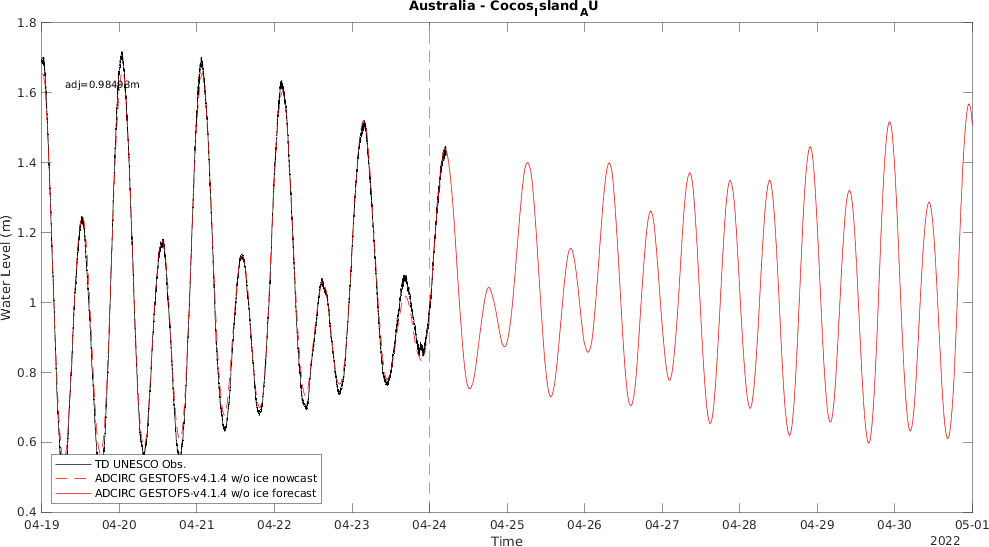 Australia - Cocos_Island_AU
adj=0.98498m
Water Level (m)
1.8
1.6
1.4
1.2
1
0.8
0.6
0.4
TD UNESCO Obs.
ADCIRC GESTOFS-v4.1.4 w/o ice nowcast
ADCIRC GESTOFS-v4.1.4 w/o ice forecast
04-19 04-20 04-21 04-22 04-23 04-24 04-25 04-26 04-27 04-28 04-29 04-30 05-01
Time
2022